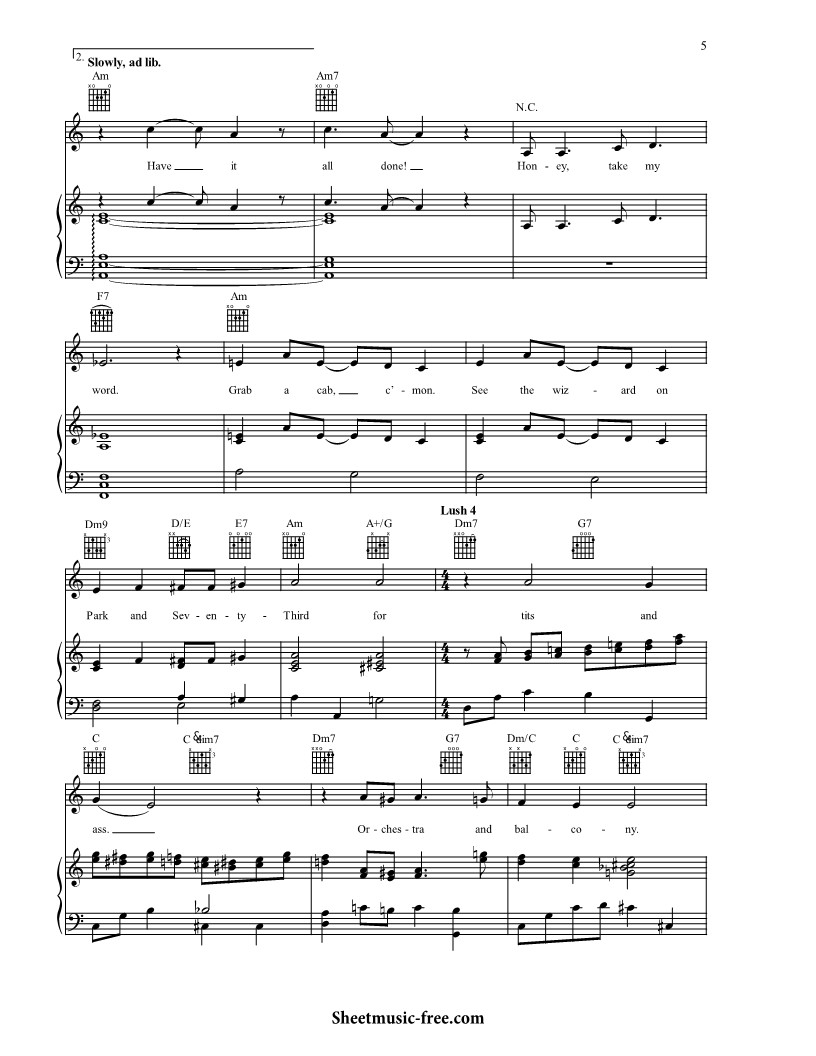 5
2. Slowly, ad lib.
Am Am7 N.C.
Have it all done! Hon - ey, take my
F7 Am
word. Grab a cab, c' - mon. See the wiz - ard on
Lush 4
Dm9 D/E E7 Am A+/G Dm7 G7
Park and Sev - en - ty - Third for tits and
C C & dim7 Dm7 G7 Dm/C C C & dim7
ass. Or - ches - tra and bal - co - ny.
Sheetmusic-free.com